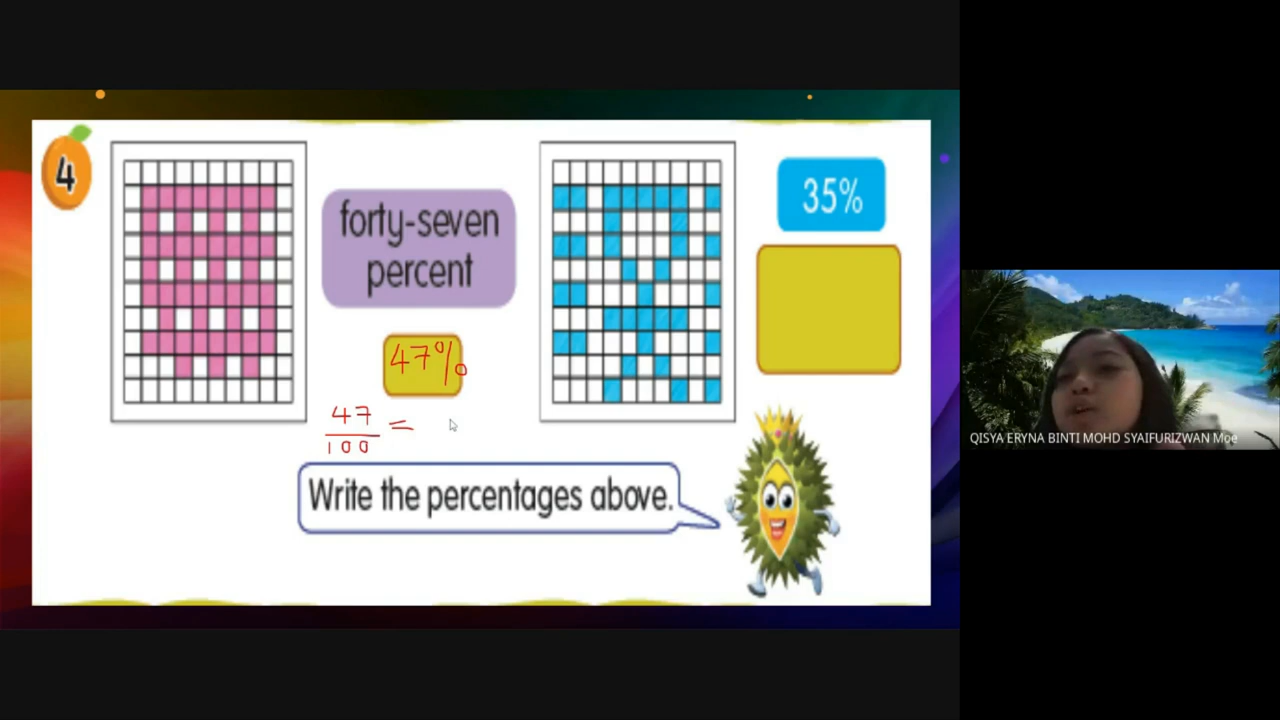 4
forty-seven
percent
47%
47
100
=
35%
Write the percentages above.
QISYA ERYNA BINTI MOHD SYAIFURIZWAN Moe